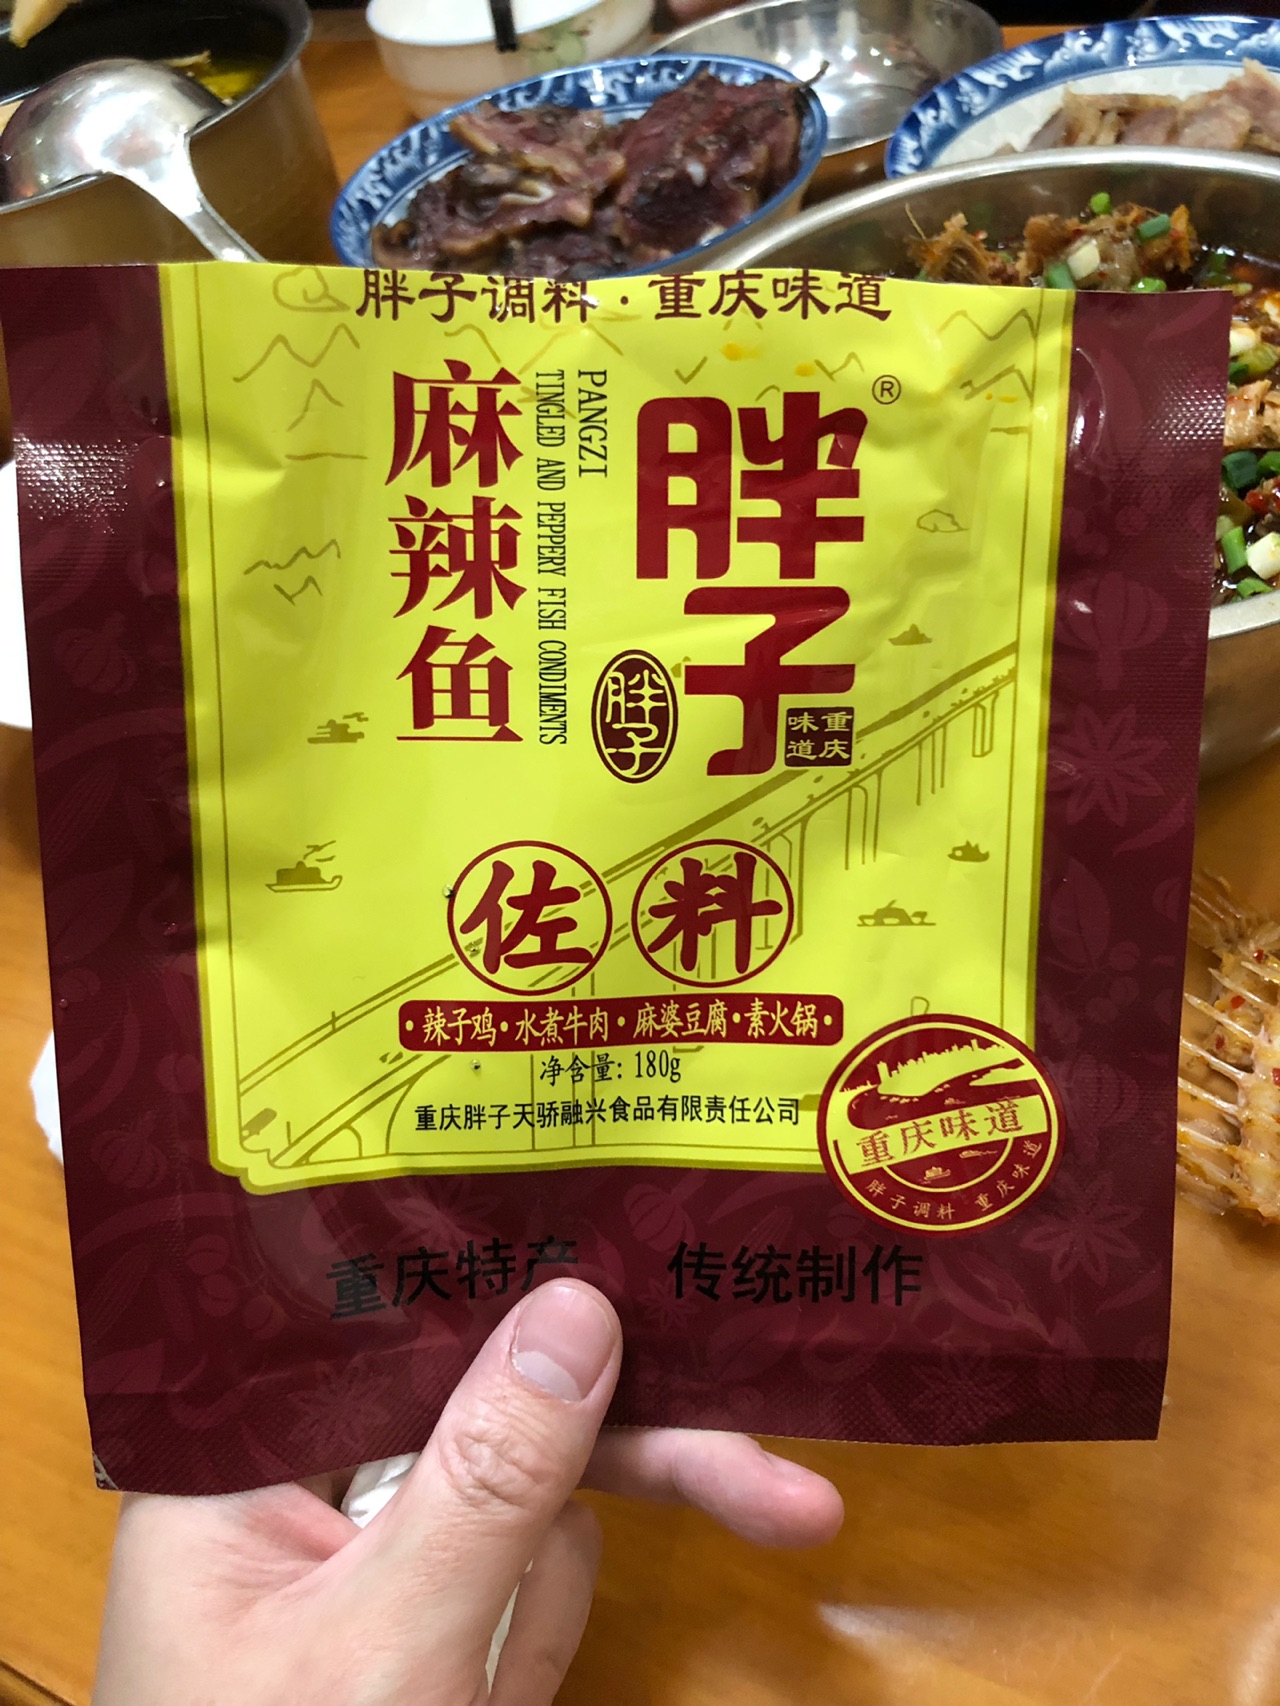 胖子调料·重庆味道
胖子
®
重庆
味道
胖子
PANGZI
TINGLED AND PEPPERY FISH CONDIMENTS
麻辣鱼
佐料
·辣子鸡·水煮牛肉·麻婆豆腐·素火锅·
净含量: 180g
重庆胖子天骄融兴食品有限责任公司
重庆味道
胖子调料 重庆味道
重庆特产 传统制作